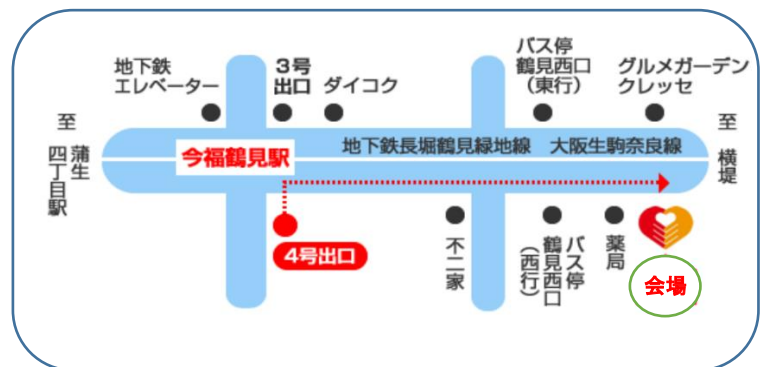 地下鉄
エレベーター
3号
出口
ダイコク
バス停
鶴見西口
(東行)
グルメガーデン
クレッセ
至
蒲生
四丁目駅
今福鶴見駅
地下鉄長堀鶴見緑地線
大阪生駒奈良線
至
横堤
4号出口
不二家
バス停
鶴見西口
(西行)
薬局
会場